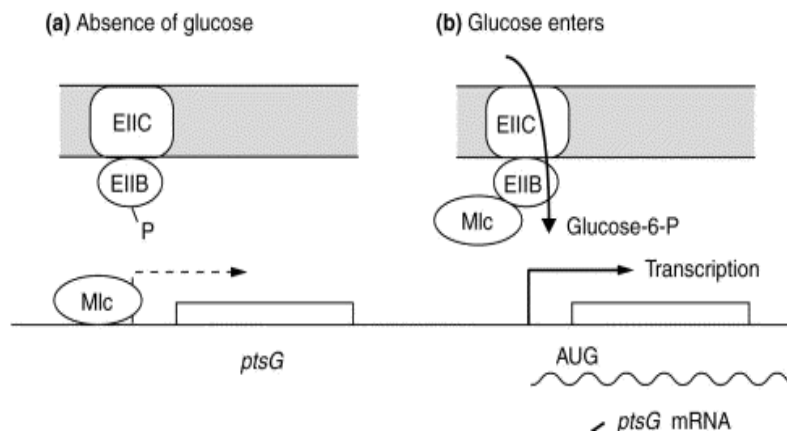 (a) Absence of glucose
EIIC
EIIB
P
Mlc
ptsG
(b) Glucose enters
EIIC
EIIB
Mlc
Glucose-6-P
Transcription
AUG
ptsG mRNA